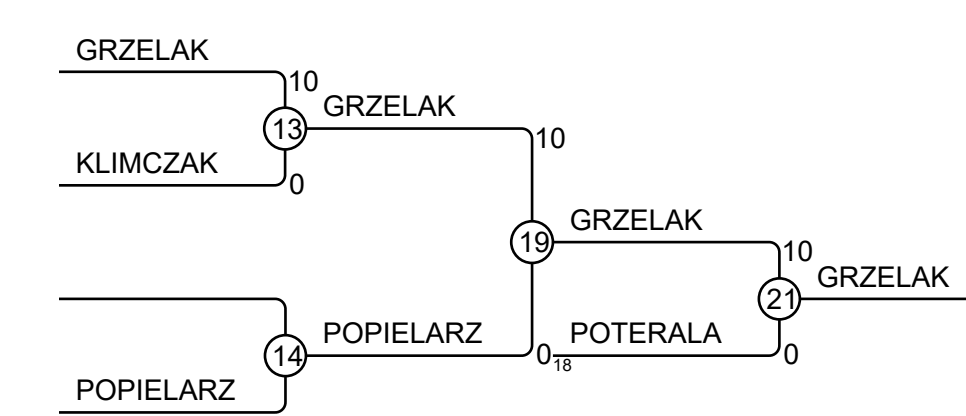 GRZELAK
10
GRZELAK
13
10
KLIMCZAK
0
GRZELAK
19
10
GRZELAK
21
POPIELARZ
14
0
18
POTERALA
0
POPIELARZ